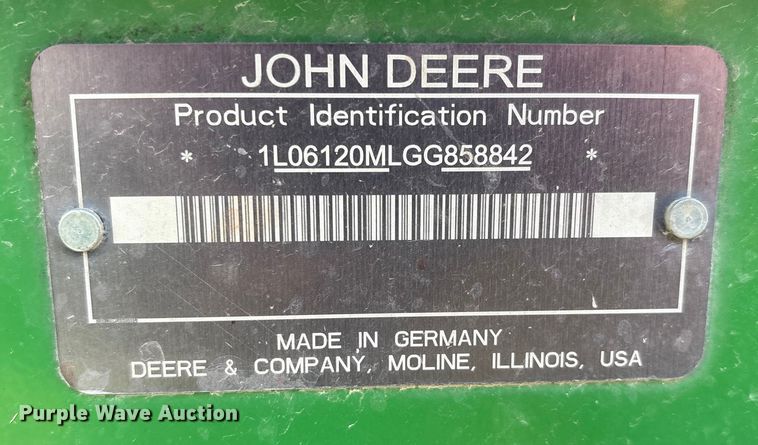 JOHN DEERE
Product Identification Number
* 1L06120MLGG858842 *
MADE IN GERMANY
DEERE & COMPANY, MOLINE, ILLINOIS, USA
Purple Wave Auction